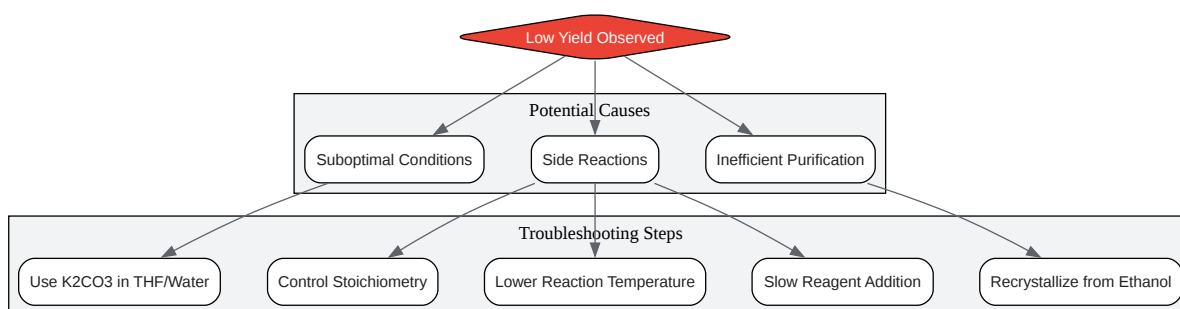 Low Yield Observed
Potential Causes
Suboptimal Conditions
Side Reactions
Inefficient Purification
Troubleshooting Steps
Use K2CO3 in THF/Water
Control Stoichiometry
Lower Reaction Temperature
Slow Reagent Addition
Recrystallize from Ethanol